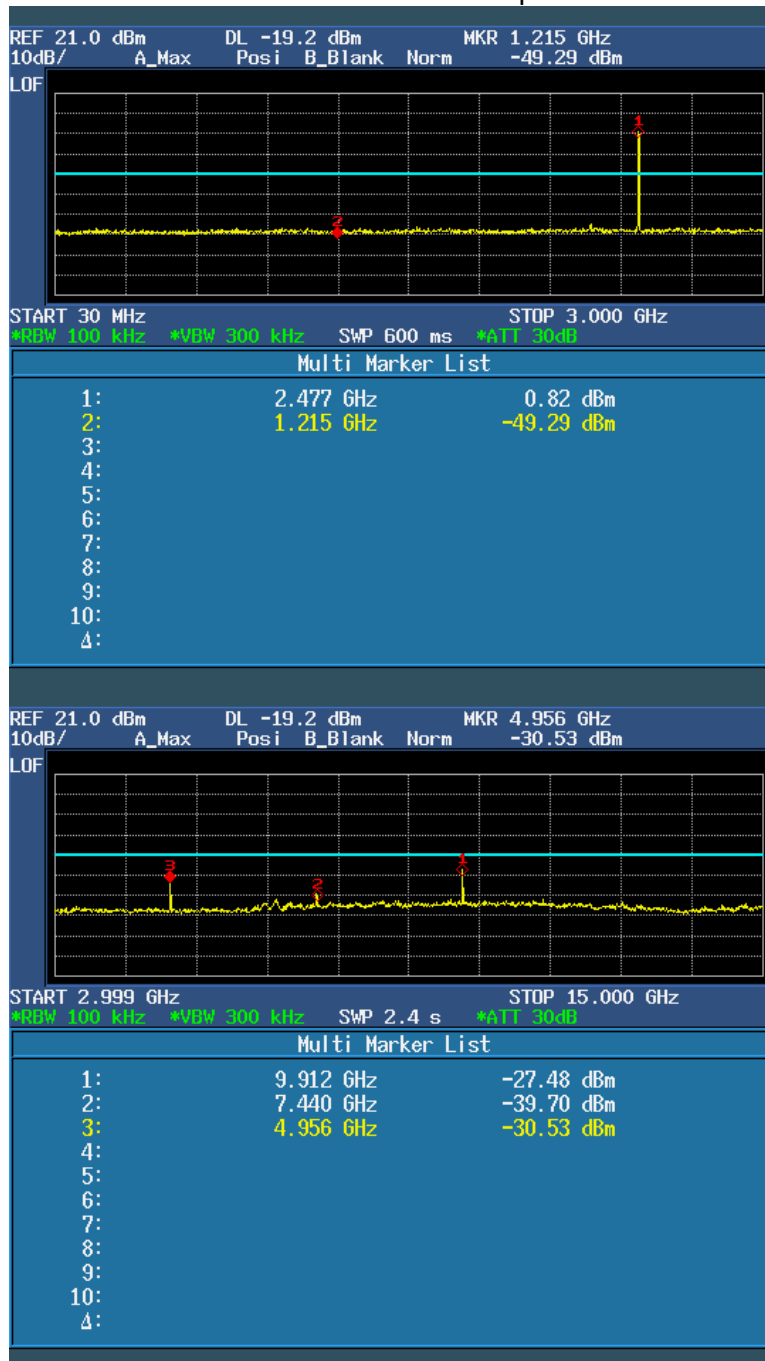 REF 21.0 dBm DL -19.2 dBm MKR 1.215 GHz
10dB/ A_Max Posi B_Blank Norm -49.29 dBm
LOF
1
2
START 30 MHz STOP 3.000 GHz
*RBW 100 kHz *VBW 300 kHz SWP 600 ms *ATT 30dB
Multi Marker List
1: 2.477 GHz 0.82 dBm
2: 1.215 GHz -49.29 dBm
3:
4:
5:
6:
7:
8:
9:
10:
Δ:
REF 21.0 dBm DL -19.2 dBm MKR 4.956 GHz
10dB/ A_Max Posi B_Blank Norm -30.53 dBm
LOF
3
2
1
START 2.999 GHz STOP 15.000 GHz
*RBW 100 kHz *VBW 300 kHz SWP 2.4 s *ATT 30dB
Multi Marker List
1: 9.912 GHz -27.48 dBm
2: 7.440 GHz -39.70 dBm
3: 4.956 GHz -30.53 dBm
4:
5:
6:
7:
8:
9:
10:
Δ: